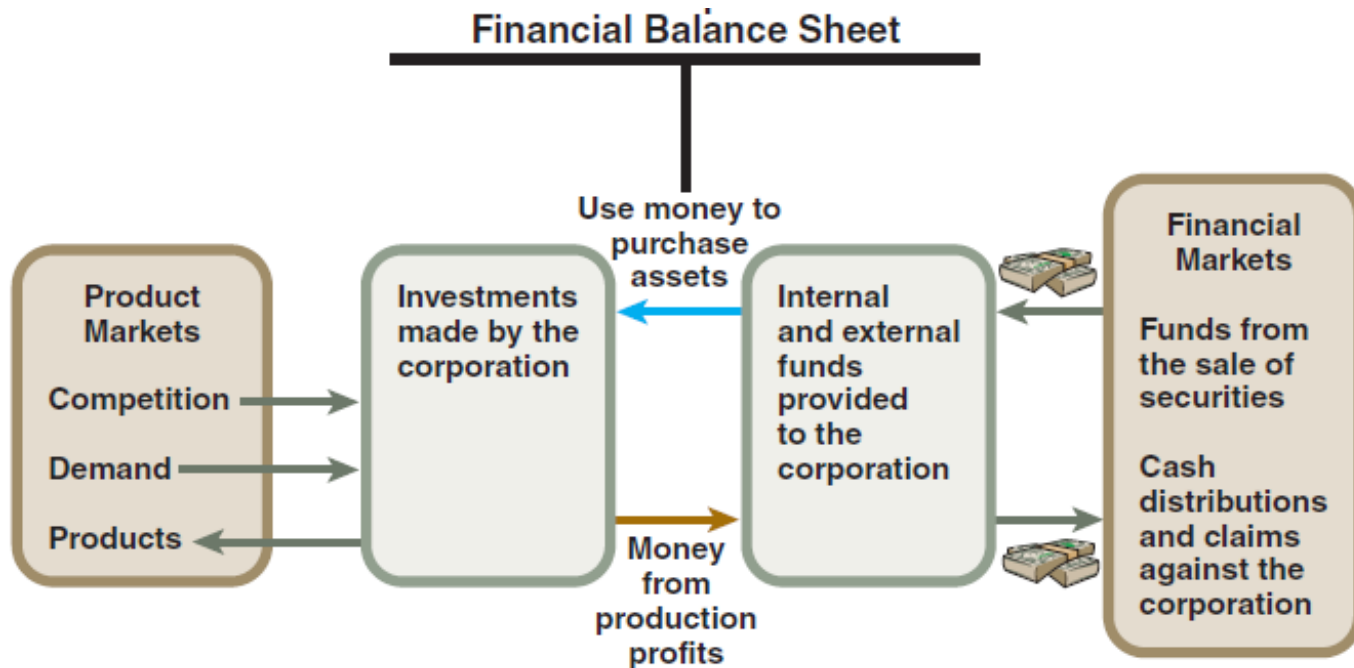 Financial Balance Sheet
Use money to
purchase
assets
Product
Markets
Competition
Demand
Products
Investments
made by the
corporation
Money
from
production
profits
Internal
and external
funds
provided
to the
corporation
Financial
Markets
Funds from
the sale of
securities
Cash
distributions
and claims
against the
corporation